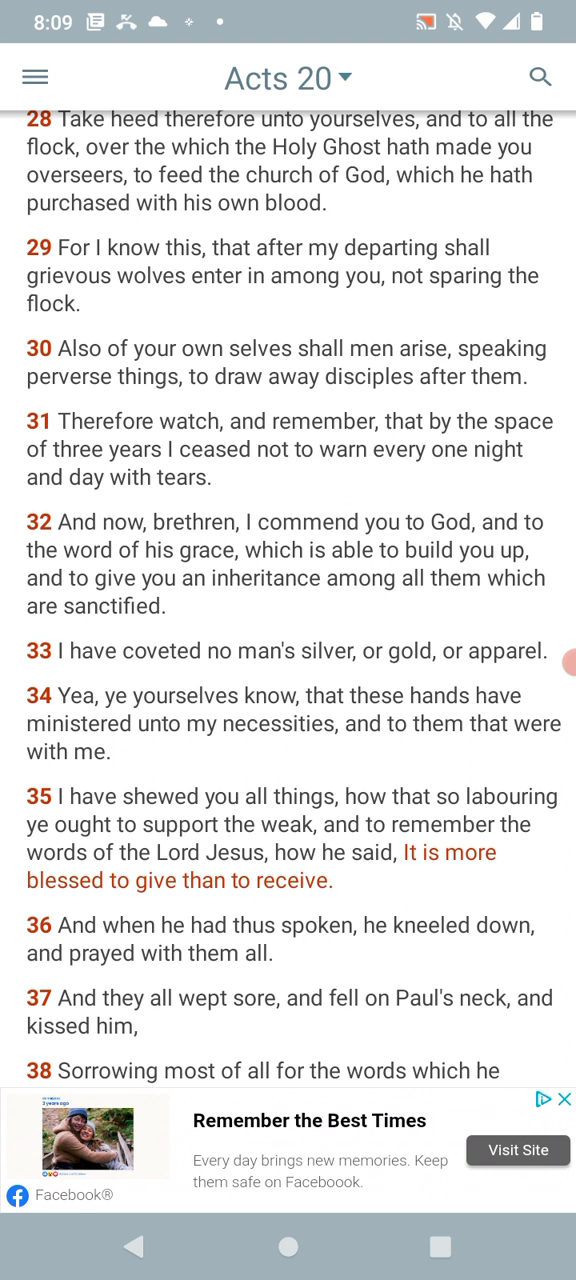 8:09
Acts 20
28 Take heed therefore unto yourselves, and to all the
flock, over the which the Holy Ghost hath made you
overseers, to feed the church of God, which he hath
purchased with his own blood.
29 For I know this, that after my departing shall
grievous wolves enter in among you, not sparing the
flock.
30 Also of your own selves shall men arise, speaking
perverse things, to draw away disciples after them.
31 Therefore watch, and remember, that by the space
of three years I ceased not to warn every one night
and day with tears.
32 And now, brethren, I commend you to God, and to
the word of his grace, which is able to build you up,
and to give you an inheritance among all them which
are sanctified.
33 I have coveted no man's silver, or gold, or apparel.
34 Yea, ye yourselves know, that these hands have
ministered unto my necessities, and to them that were
with me.
35 I have shewed you all things, how that so labouring
ye ought to support the weak, and to remember the
words of the Lord Jesus, how he said, It is more
blessed to give than to receive.
36 And when he had thus spoken, he kneeled down,
and prayed with them all.
37 And they all wept sore, and fell on Paul's neck, and
kissed him,
38 Sorrowing most of all for the words which he
3 years ago
Remember the Best Times
Every day brings new memories. Keep
them safe on Faceboook.
Visit Site
Facebook®